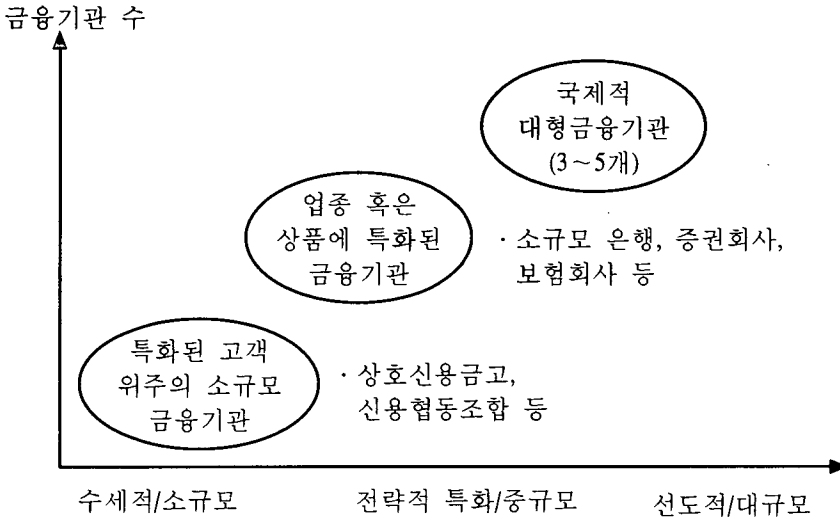 금융기관 수
국제적
대형금융기관
(3~5개)
업종 혹은
상품에 특화된
금융기관
· 소규모 은행, 증권회사,
보험회사 등
특화된 고객
위주의 소규모
금융기관
· 상호신용금고,
신용협동조합 등
수세적/소규모
전략적 특화/중규모
선도적/대규모